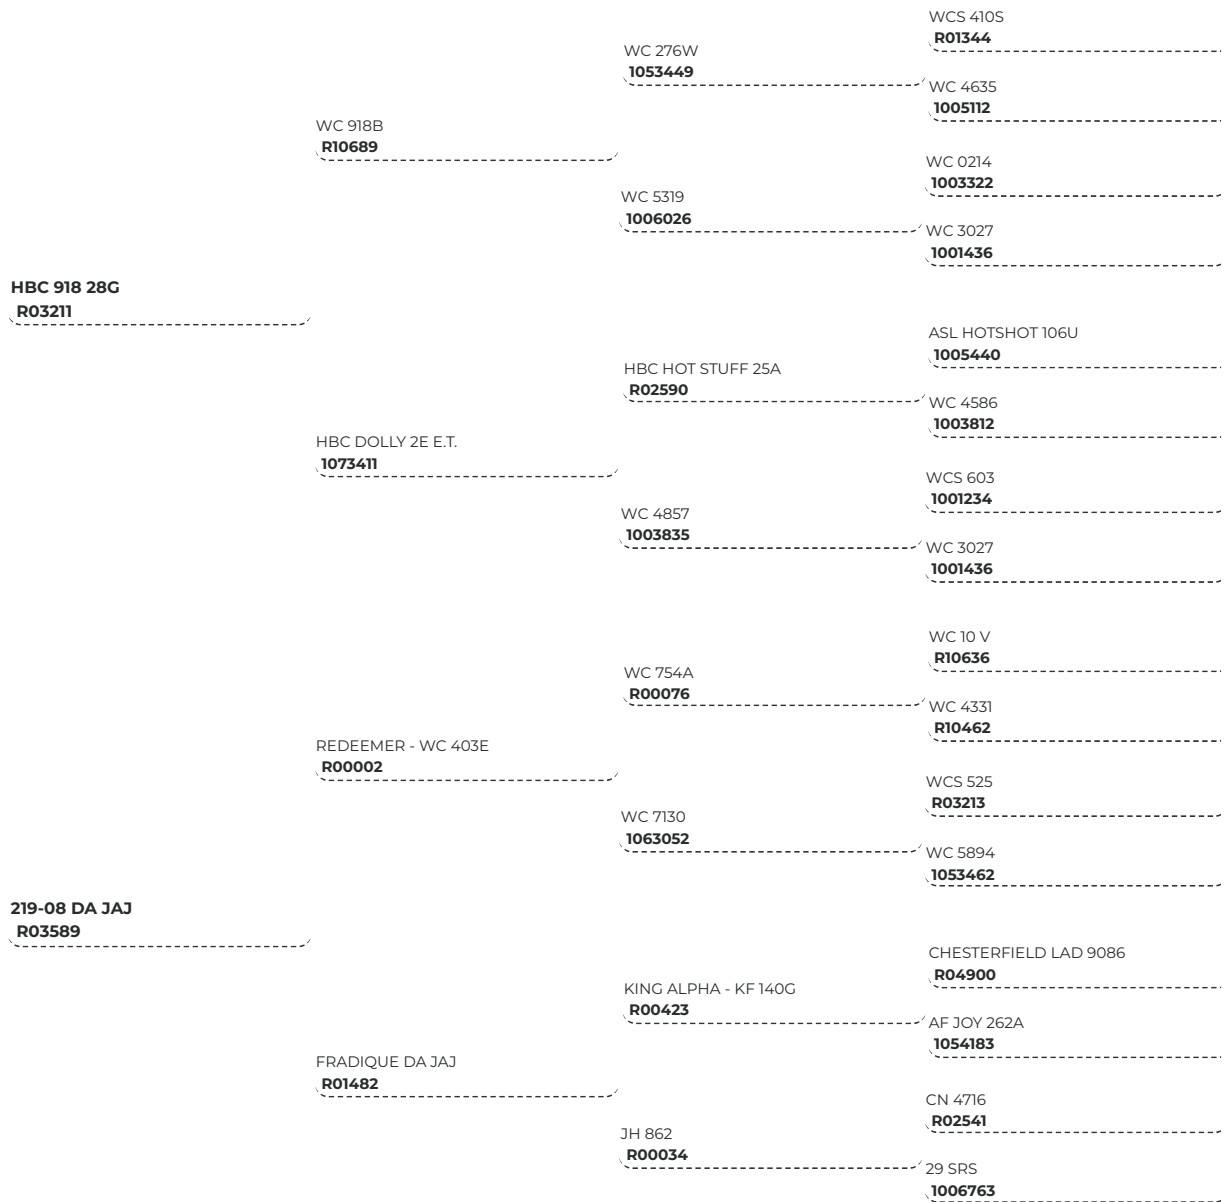 WCS 410S
R01344
WC 276W
1053449
WC 4635
1005112
WC 918B
R10689
WC 0214
1003322
WC 5319
1006026
WC 3027
1001436
HBC 918 28G
R03211
ASL HOTSHOT 106U
1005440
HBC HOT STUFF 25A
R02590
WC 4586
1003812
HBC DOLLY 2E E.T.
1073411
WCS 603
1001234
WC 4857
1003835
WC 3027
1001436
WC 10 V
R10636
WC 754A
R00076
WC 4331
R10462
REDEEMER - WC 403E
R00002
WCS 525
R03213
WC 7130
1063052
WC 5894
1053462
219-08 DA JAJ
R03589
CHESTERFIELD LAD 9086
R04900
KING ALPHA - KF 140G
R00423
AF JOY 262A
1054183
FRADIQUE DA JAJ
R01482
CN 4716
R02541
JH 862
R00034
29 SRS
1006763